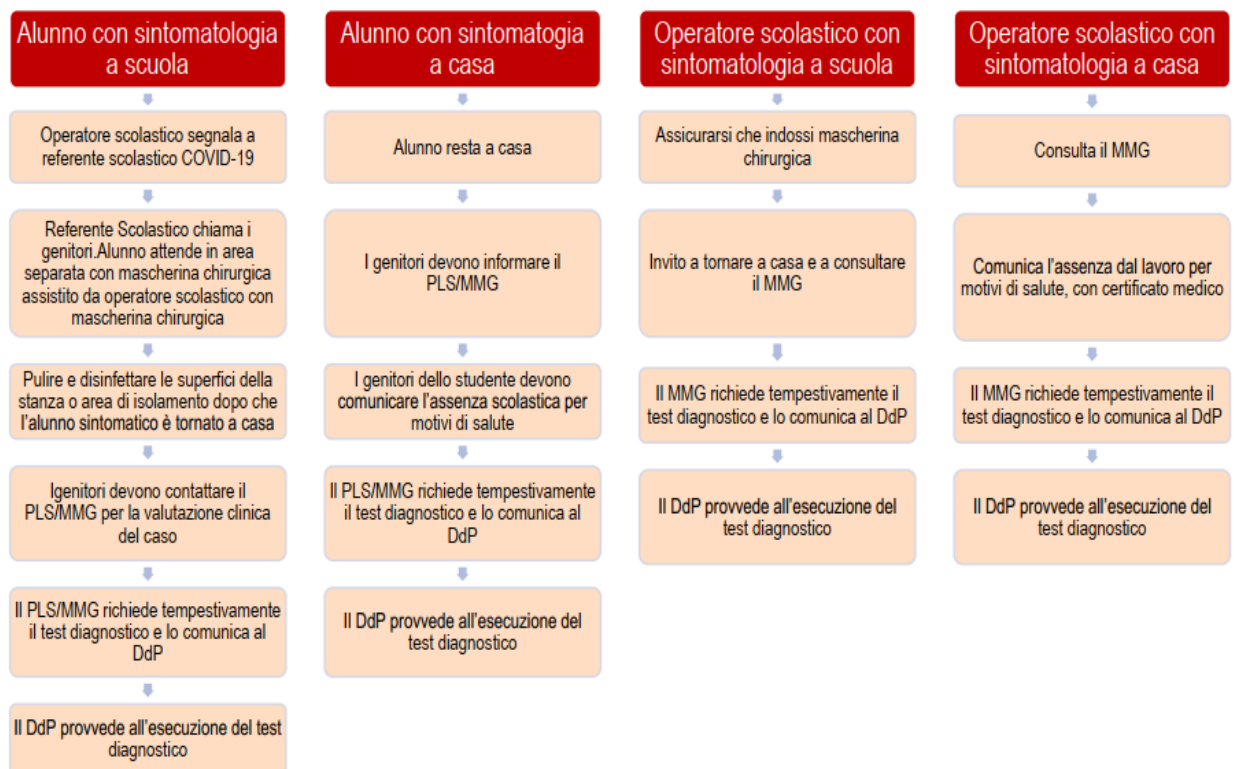 Alunno con sintomatologia
a scuola
Operatore scolastico segnala a
referente scolastico COVID-19
Referente Scolastico chiama i
genitori.Alunno attende in area
separata con mascherina chirurgica
assistito da operatore scolastico con
mascherina chirurgica
Pulire e disinfettare le superfici della
stanza o area di isolamento dopo che
l'alunno sintomatico è tornato a casa
Igenitori devono contattare il
PLS/MMG per la valutazione clinica
del caso
Il PLS/MMG richiede tempestivamente
il test diagnostico e lo comunica al
DdP
Il DdP provvede all'esecuzione del test
diagnostico
Alunno con sintomatogia
a casa
Alunno resta a casa
I genitori devono informare il
PLS/MMG
I genitori dello studente devono
comunicare l'assenza scolastica per
motivi di salute
Il PLS/MMG richiede tempestivamente
il test diagnostico e lo comunica al
DdP
Il DdP provvede all'esecuzione del
test diagnostico
Operatore scolastico con
sintomatologia a scuola
Assicurarsi che indossi mascherina
chirurgica
Invito a tornare a casa e a consultare
il MMG
Il MMG richiede tempestivamente il
test diagnostico e lo comunica al DdP
Il DdP provvede all'esecuzione del
test diagnostico
Operatore scolastico con
sintomatologia a casa
Consulta il MMG
Comunica l'assenza dal lavoro per
motivi di salute, con certificato medico
Il MMG richiede tempestivamente il
test diagnostico e lo comunica al DdP
Il DdP provvede all'esecuzione del
test diagnostico